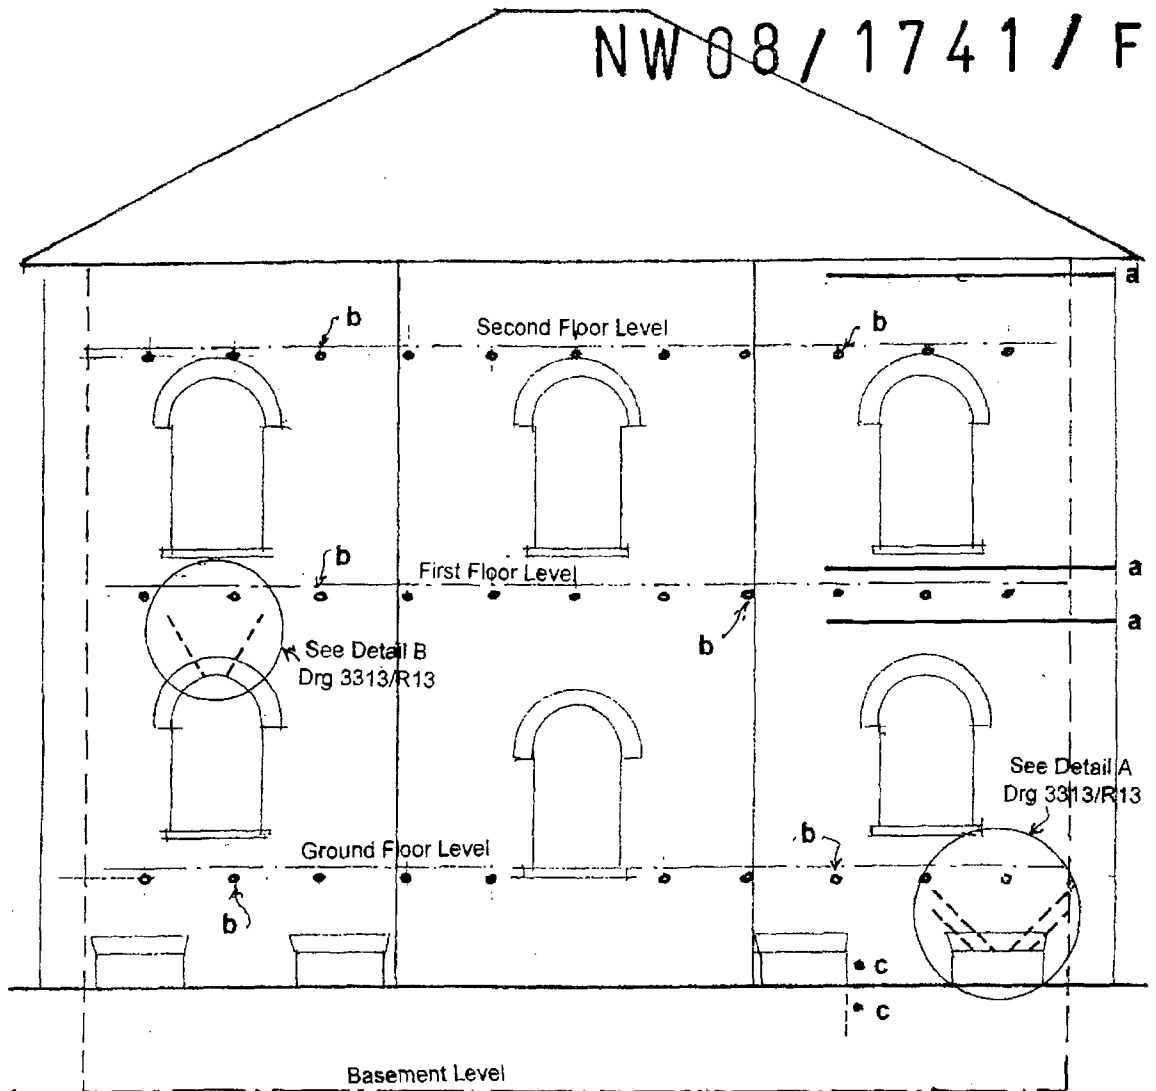 NW08/1741/F
a
b
Second Floor Level
b
b
First Floor Level
a
a
b
See Detail B
Drg 3313/R13
See Detail A
Drg 3313/R13
b
Ground Floor Level
b
c
c
Basement Level